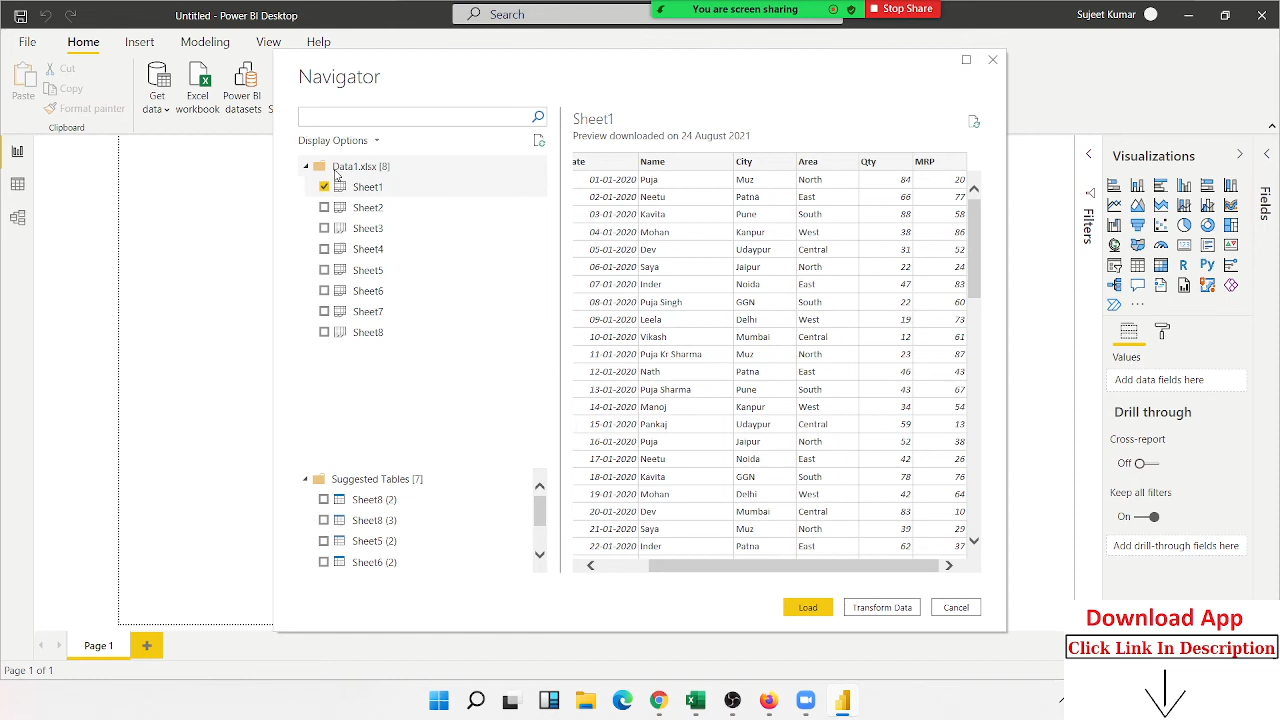 Untitled - Power BI Desktop
Search
You are screen sharing
Stop Share
Sujeet Kumar
File Home Insert Modeling View Help
Paste
Cut
Copy
Format painter
Clipboard
Get data
Excel workbook
Power BI datasets
S
Navigator
Display Options
Data1.xlsx [8]
Sheet1
Sheet2
Sheet3
Sheet4
Sheet5
Sheet6
Sheet7
Sheet8
Suggested Tables [7]
Sheet8 (2)
Sheet8 (3)
Sheet5 (2)
Sheet6 (2)
Sheet1
Preview downloaded on 24 August 2021
ate Name City Area Qty MRP
01-01-2020 Puja Muz North 84 20
02-01-2020 Neetu Patna East 66 77
03-01-2020 Kavita Pune South 88 58
04-01-2020 Mohan Kanpur West 38 86
05-01-2020 Dev Udaypur Central 31 52
06-01-2020 Saya Jaipur North 22 24
07-01-2020 Inder Noida East 47 83
08-01-2020 Puja Singh GGN South 22 60
09-01-2020 Leela Delhi West 19 73
10-01-2020 Vikash Mumbai Central 12 61
11-01-2020 Puja Kr Sharma Muz North 23 87
12-01-2020 Nath Patna East 46 43
13-01-2020 Puja Sharma Pune South 43 67
14-01-2020 Manoj Kanpur West 34 54
15-01-2020 Pankaj Udaypur Central 59 13
16-01-2020 Puja Jaipur North 52 38
17-01-2020 Neetu Noida East 42 26
18-01-2020 Kavita GGN South 78 76
19-01-2020 Mohan Delhi West 42 64
20-01-2020 Dev Mumbai Central 83 10
21-01-2020 Saya Muz North 39 29
22-01-2020 Inder Patna East 62 37
Load
Transform Data
Cancel
Filters
Visualizations
R
Py
Values
Add data fields here
Drill through
Cross-report
Off
Keep all filters
On
Add drill-through fields here
Fields
Page 1
Page 1 of 1
Download App
Click Link In Description